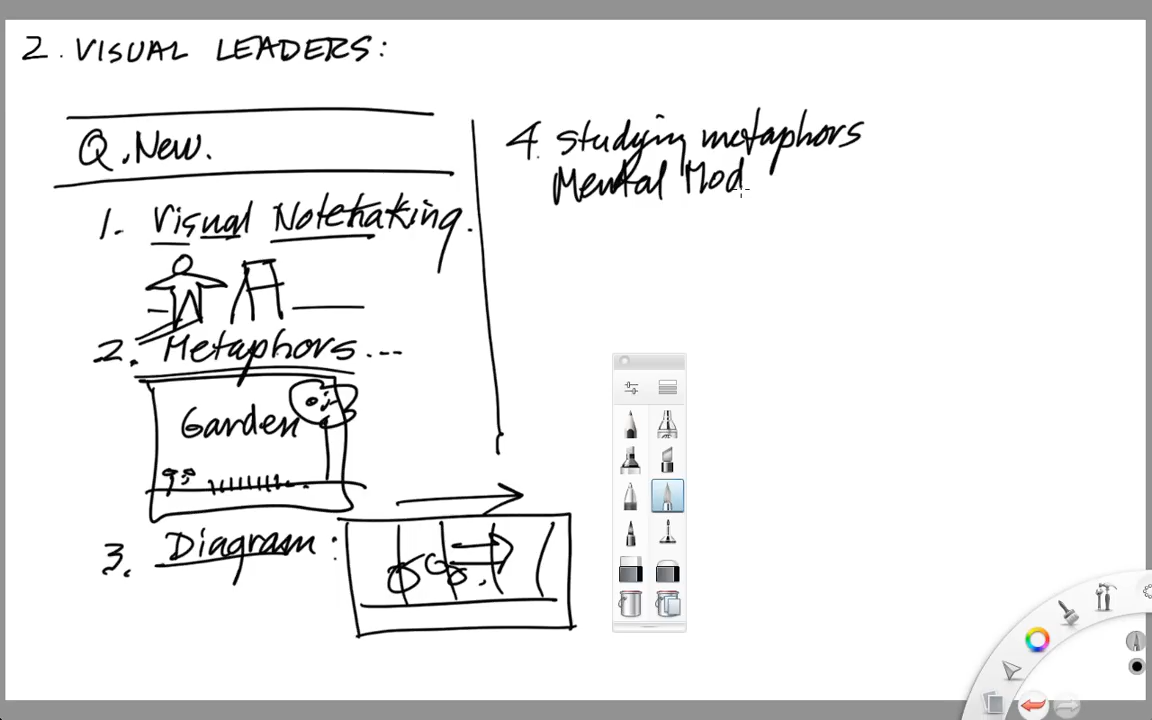 2. VISUAL LEADERS:
Q. New.
1. Visual Notetaking.
2. Metaphors...
Garden
3. Diagram:
4. Studying metaphors
Mental Mod